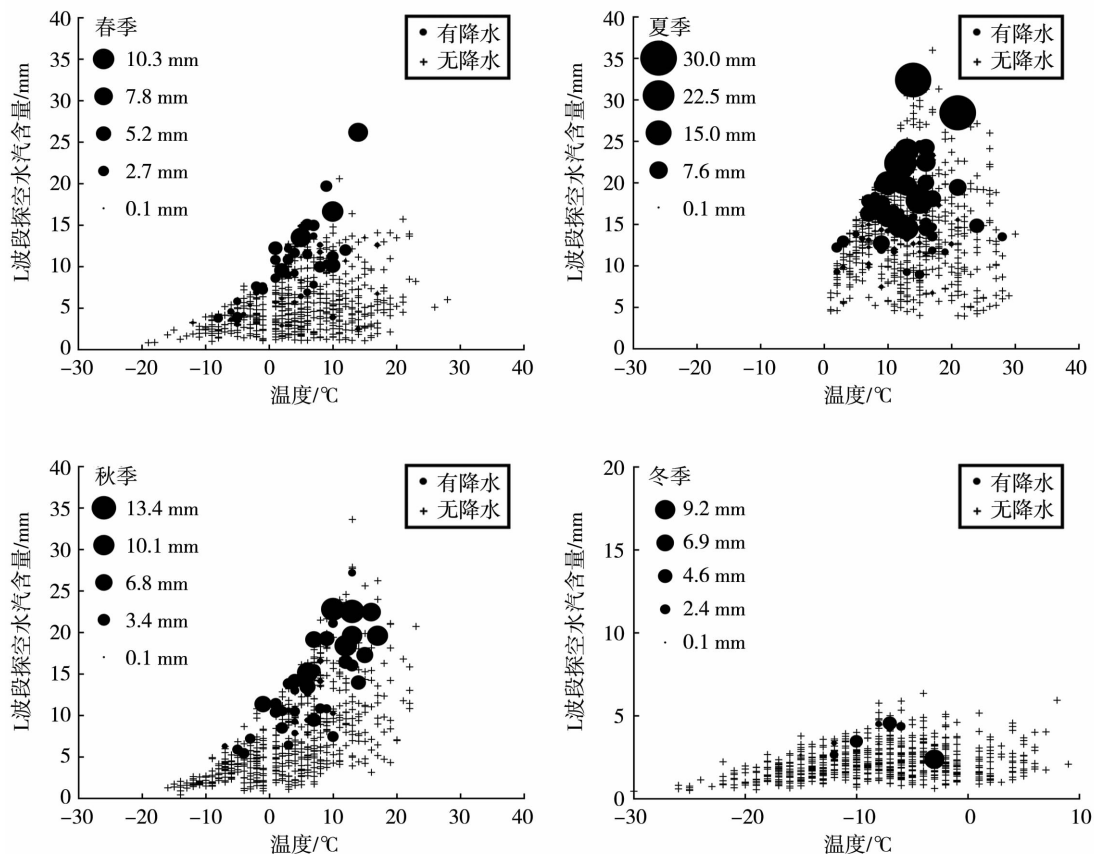 春季
10.3 mm
7.8 mm
5.2 mm
2.7 mm
0.1 mm
有降水
无降水
40
35
30
25
20
15
10
5
0
L波段探空水汽含量/mm
−30
−20
−10
0
10
20
30
40
温度/℃
夏季
30.0 mm
22.5 mm
15.0 mm
7.6 mm
0.1 mm
有降水
无降水
40
35
30
25
20
15
10
5
0
L波段探空水汽含量/mm
−30
−20
−10
0
10
20
30
40
温度/℃
秋季
13.4 mm
10.1 mm
6.8 mm
3.4 mm
0.1 mm
有降水
无降水
40
35
30
25
20
15
10
5
0
L波段探空水汽含量/mm
−30
−20
−10
0
10
20
30
40
温度/℃
冬季
9.2 mm
6.9 mm
4.6 mm
2.4 mm
0.1 mm
有降水
无降水
20
15
10
5
0
L波段探空水汽含量/mm
−30
−20
−10
0
10
温度/℃